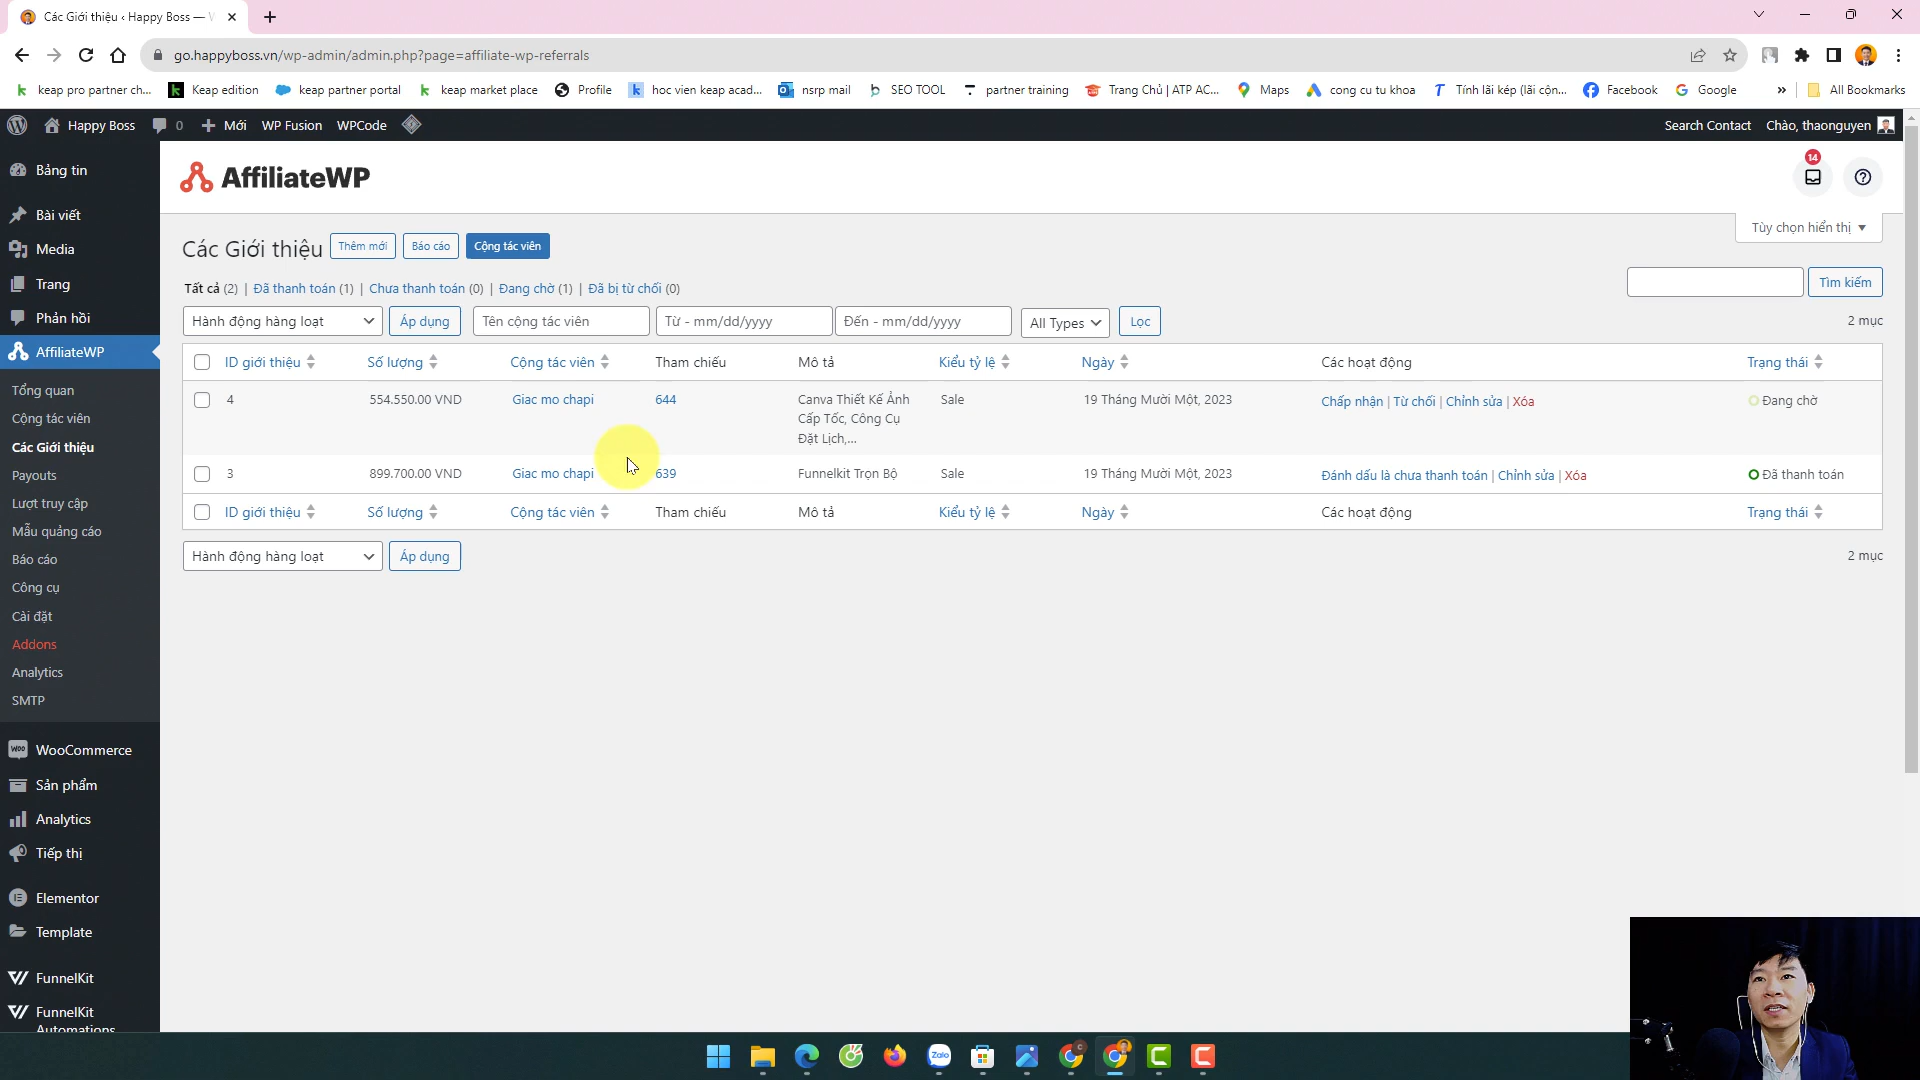 Các Giới thiệu ‹ Happy Boss — V
go.happyboss.vn/wp-admin/admin.php?page=affiliate-wp-referrals
keap pro partner ch... Keap edition keap partner portal keap market place Profile hoc vien keap acad... nsrp mail SEO TOOL partner training Trang Chủ | ATP AC... Maps cong cu tu khoa Tính lãi kép (lãi cộn... Facebook Google » All Bookmarks
Happy Boss 0 Mới WP Fusion WPCode Search Contact Chào, thaonguyen
Bảng tin
Bài viết
Media
Trang
Phản hồi
AffiliateWP
Tổng quan
Cộng tác viên
Các Giới thiệu
Payouts
Lượt truy cập
Mẫu quảng cáo
Báo cáo
Công cụ
Cài đặt
Addons
Analytics
SMTP
WooCommerce
Sản phẩm
Analytics
Tiếp thị
Elementor
Template
FunnelKit
FunnelKit
Automations
AffiliateWP
14
Tùy chọn hiển thị
Các Giới thiệu Thêm mới Báo cáo Cộng tác viên
Tất cả (2) | Đã thanh toán (1) | Chưa thanh toán (0) | Đang chờ (1) | Đã bị từ chối (0)
Tìm kiếm
Hành động hàng loạt Áp dụng Tên cộng tác viên Từ - mm/dd/yyyy Đến - mm/dd/yyyy All Types Lọc 2 mục
ID giới thiệu Số lượng Cộng tác viên Tham chiếu Mô tả Kiểu tỷ lệ Ngày Các hoạt động Trạng thái
4 554.550.00 VND Giac mo chapi 644 Canva Thiết Kế Ảnh Sale 19 Tháng Mười Một, 2023 Chấp nhận | Từ chối | Chỉnh sửa | Xóa Đang chờ
Cấp Tốc, Công Cụ
Đặt Lịch,...
3 899.700.00 VND Giac mo chapi 639 Funnelkit Trọn Bộ Sale 19 Tháng Mười Một, 2023 Đánh dấu là chưa thanh toán | Chỉnh sửa | Xóa Đã thanh toán
ID giới thiệu Số lượng Cộng tác viên Tham chiếu Mô tả Kiểu tỷ lệ Ngày Các hoạt động Trạng thái
Hành động hàng loạt Áp dụng 2 mục
Zalo